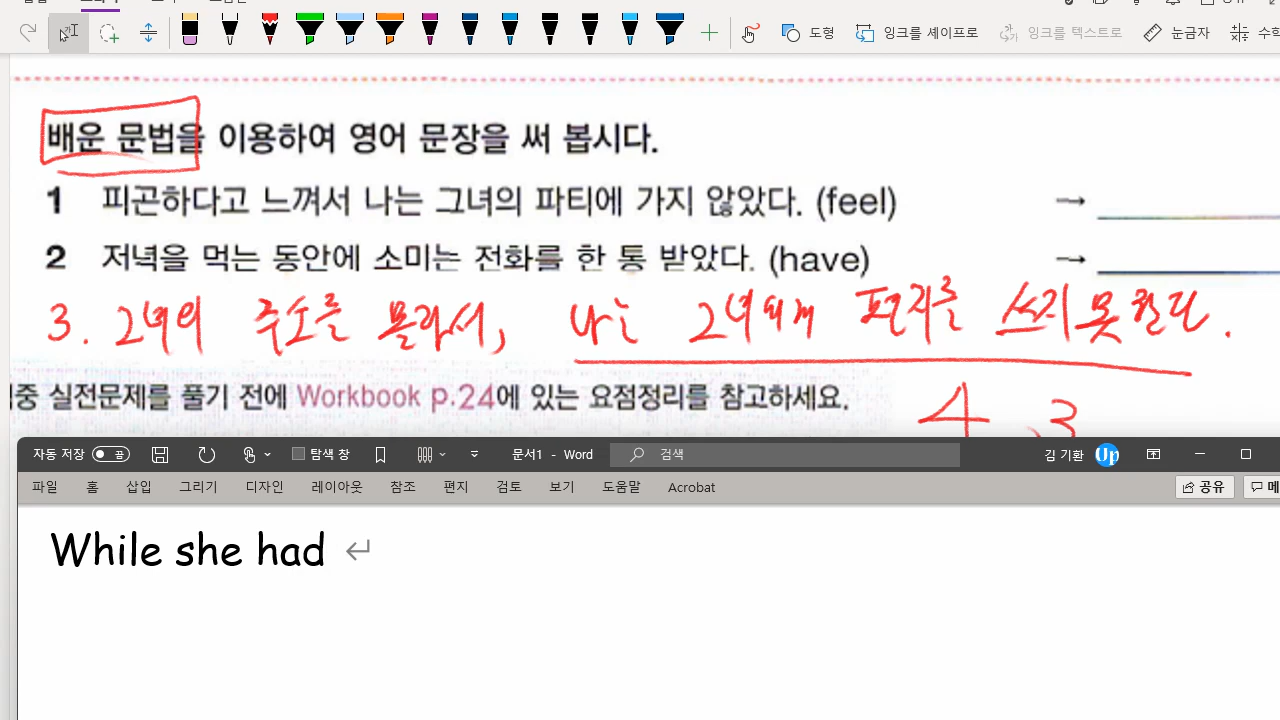 도형 잉크를 셰이프로 잉크를 텍스트로 눈금자
배운 문법을 이용하여 영어 문장을 써 봅시다.
1 피곤하다고 느껴서 나는 그녀의 파티에 가지 않았다. (feel) →
2 저녁을 먹는 동안에 소미는 전화를 한 통 받았다. (have) →
3. 그녀의 주소를 몰라서, 나는 그녀에게 편지를 쓰지 못했다.
중 실전문제를 풀기 전에 Workbook p.24에 있는 요점정리를 참고하세요.
4 3
자동 저장 끔 탐색 창 문서1 - Word 검색 김 기환 Up
파일 홈 삽입 그리기 디자인 레이아웃 참조 편지 검토 보기 도움말 Acrobat 공유
While she had